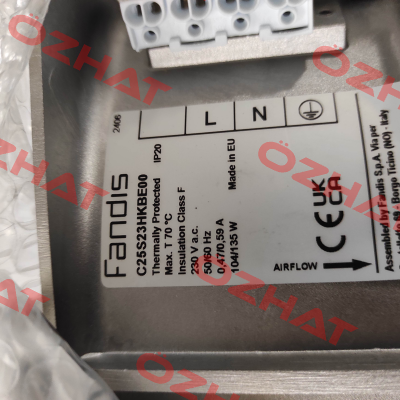 Fandis
C25S23HKBE00
Thermally Protected IP20
Max. T 70 °C
Insulation Class F
230 V a.c.
50/60 Hz
0,47/0,59 A
104/135 W Made in EU
2406
L N
AIRFLOW
CE UK CA
Assembled by Fandis S.p.A. Via per
59 - Borgo Ticino (NO) - Italy
OZHAT
OZHAT
OZHAT
OZHAT
OZHAT